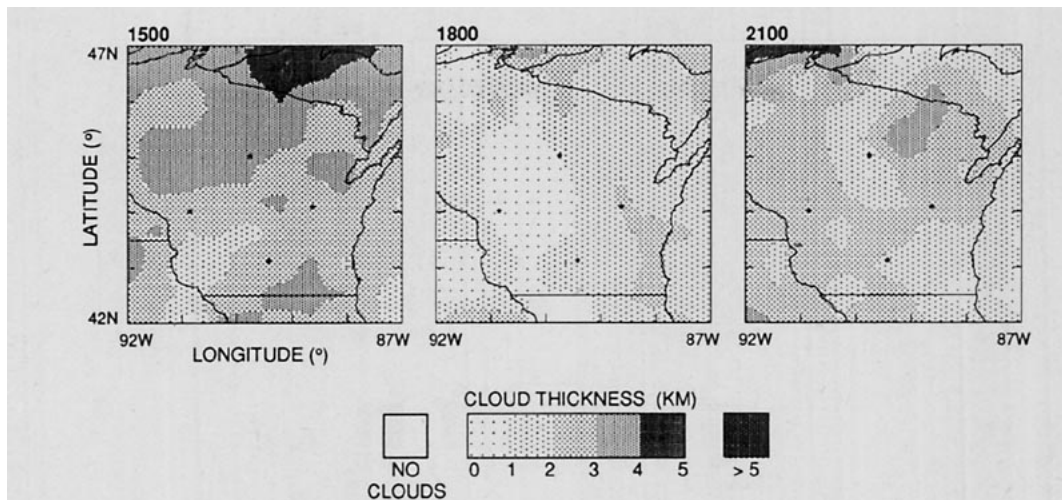 1500 1800 2100
47N
LATITUDE (°)
42N
92W 87W 92W 87W 92W 87W
LONGITUDE (°)
CLOUD THICKNESS (KM)
NO CLOUDS
0 1 2 3 4 5
> 5